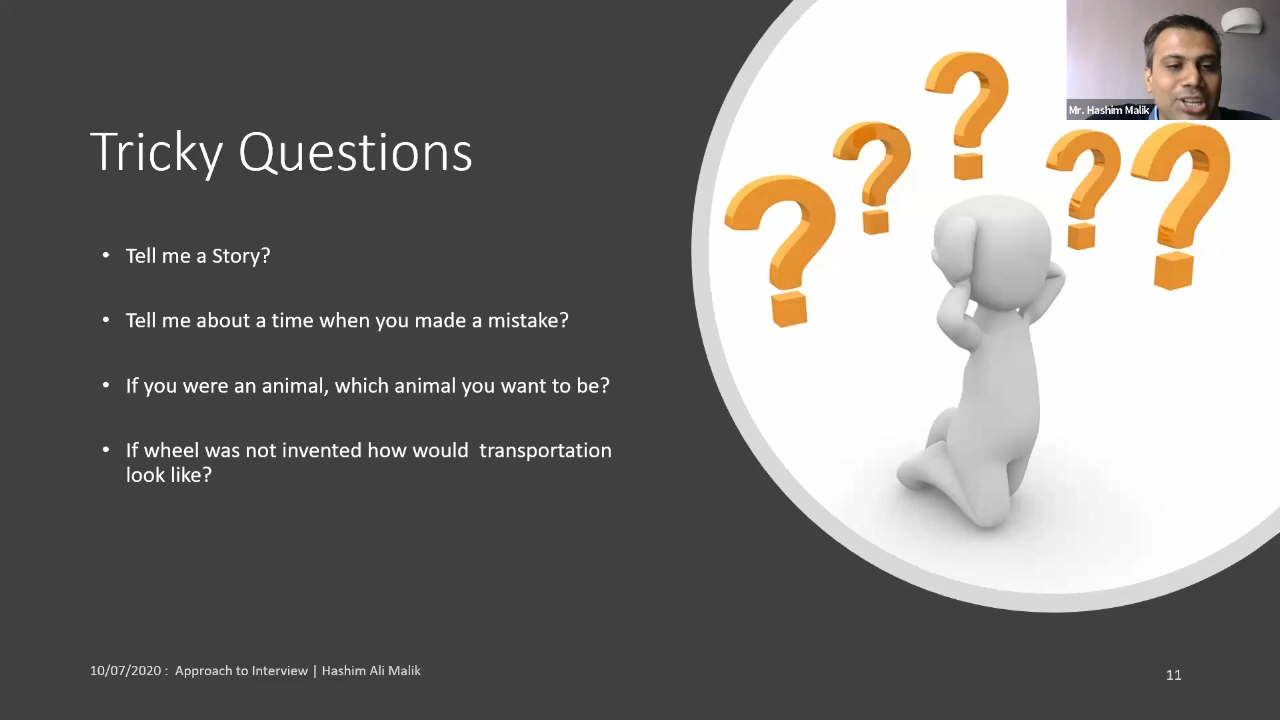 Mr. Hashim Malik
Tricky Questions
• Tell me a Story?
• Tell me about a time when you made a mistake?
• If you were an animal, which animal you want to be?
• If wheel was not invented how would  transportation
look like?
10/07/2020 :  Approach to Interview | Hashim Ali Malik
11